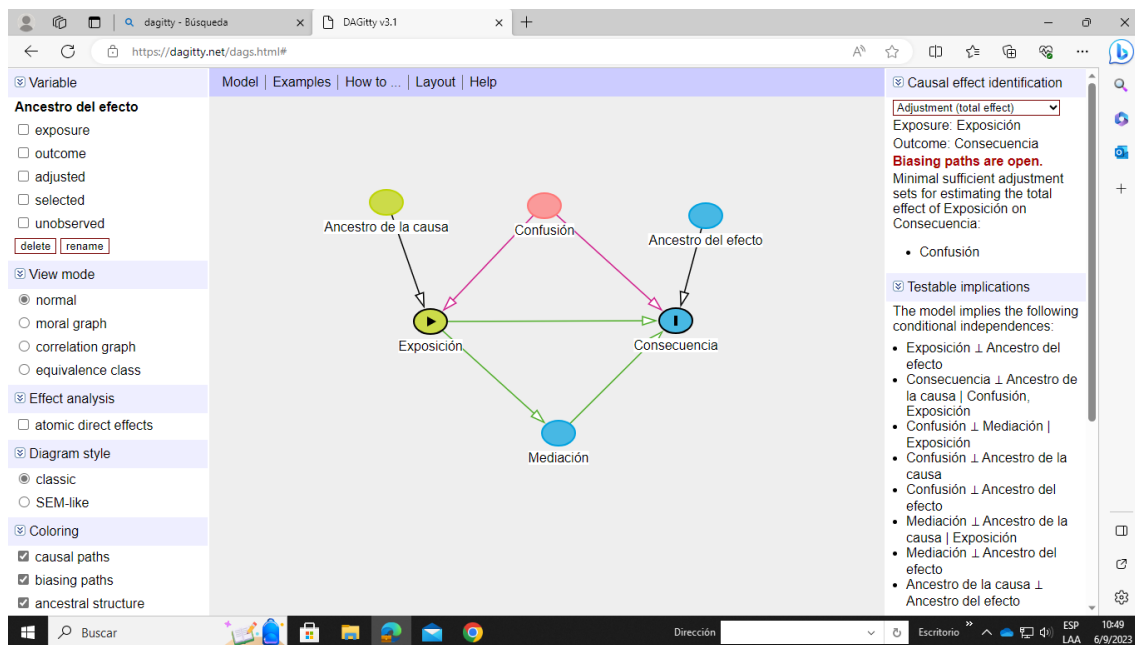 dagitty - Búsqueda
DAGitty v3.1
https://dagitty.net/dags.html#
Variable
Ancestro del efecto
exposure
outcome
adjusted
selected
unobserved
delete rename
View mode
normal
moral graph
correlation graph
equivalence class
Effect analysis
atomic direct effects
Diagram style
classic
SEM-like
Coloring
causal paths
biasing paths
ancestral structure
Model | Examples | How to ... | Layout | Help
Ancestro de la causa
Confusión
Ancestro del efecto
Exposición
Consecuencia
Mediación
Causal effect identification
Adjustment (total effect)
Exposure: Exposición
Outcome: Consecuencia
Biasing paths are open.
Minimal sufficient adjustment
sets for estimating the total
effect of Exposición on
Consecuencia:
• Confusión
Testable implications
The model implies the following
conditional independences:
• Exposición ⊥ Ancestro del
efecto
• Consecuencia ⊥ Ancestro de
la causa | Confusión,
Exposición
• Confusión ⊥ Mediación |
Exposición
• Confusión ⊥ Ancestro de la
causa
• Confusión ⊥ Ancestro del
efecto
• Mediación ⊥ Ancestro de la
causa | Exposición
• Mediación ⊥ Ancestro del
efecto
• Ancestro de la causa ⊥
Ancestro del efecto
Buscar
Dirección
Escritorio
ESP
LAA
10:49
6/9/2023